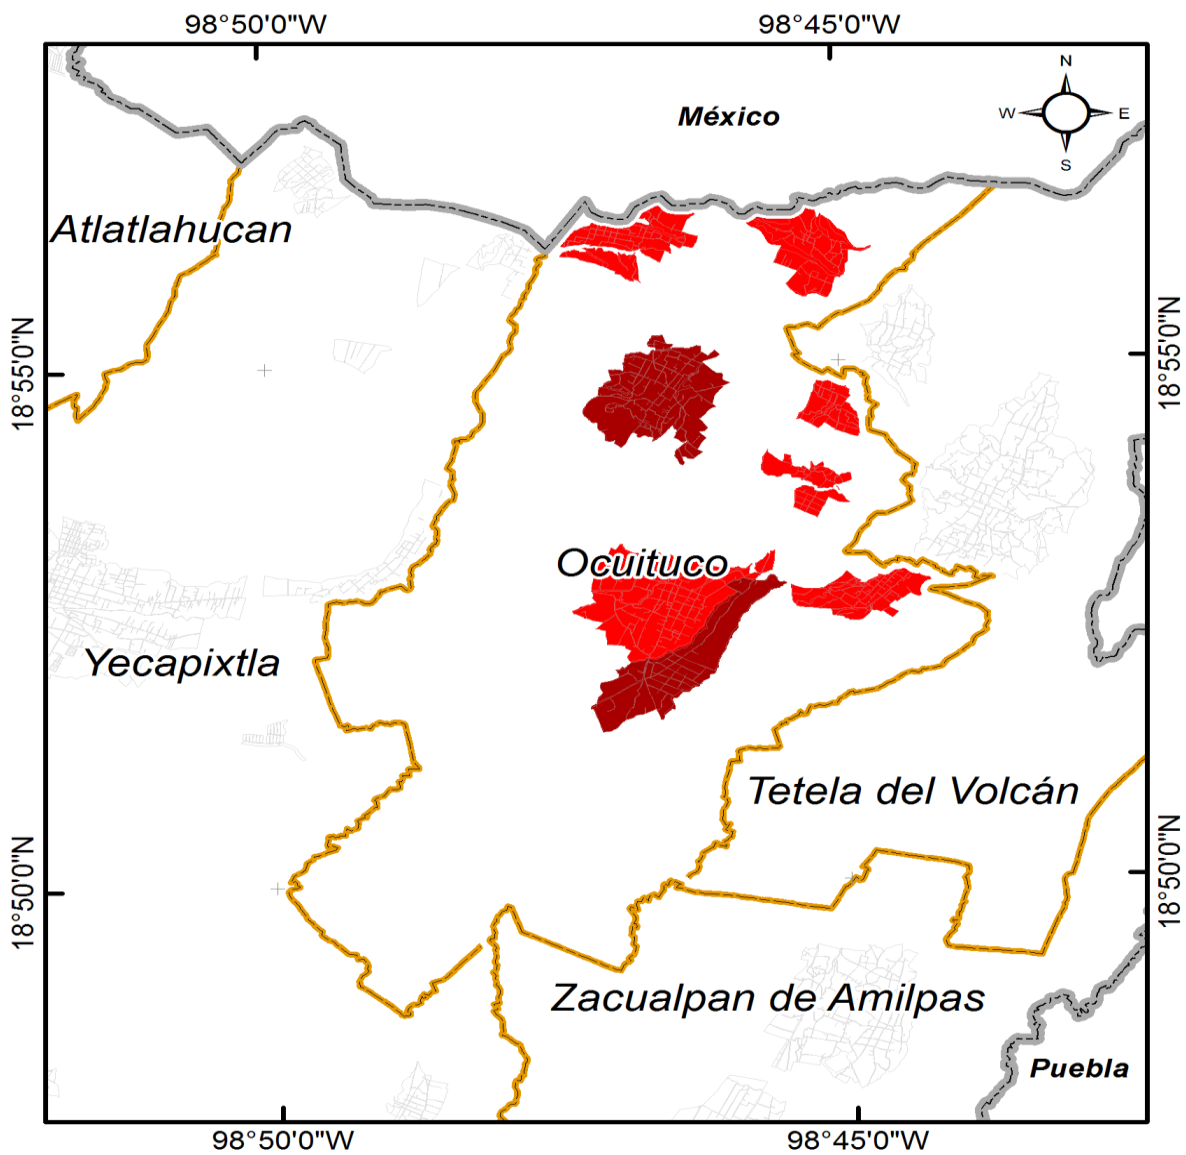 98°50'0"W
98°45'0"W
N
México
W
E
S
Atlatlahucan
18°55'0"N
18°55'0"N
Ocuituco
Yecapixtla
Tetela del Volcán
18°50'0"N
18°50'0"N
Zacualpan de Amilpas
Puebla
98°50'0"W
98°45'0"W